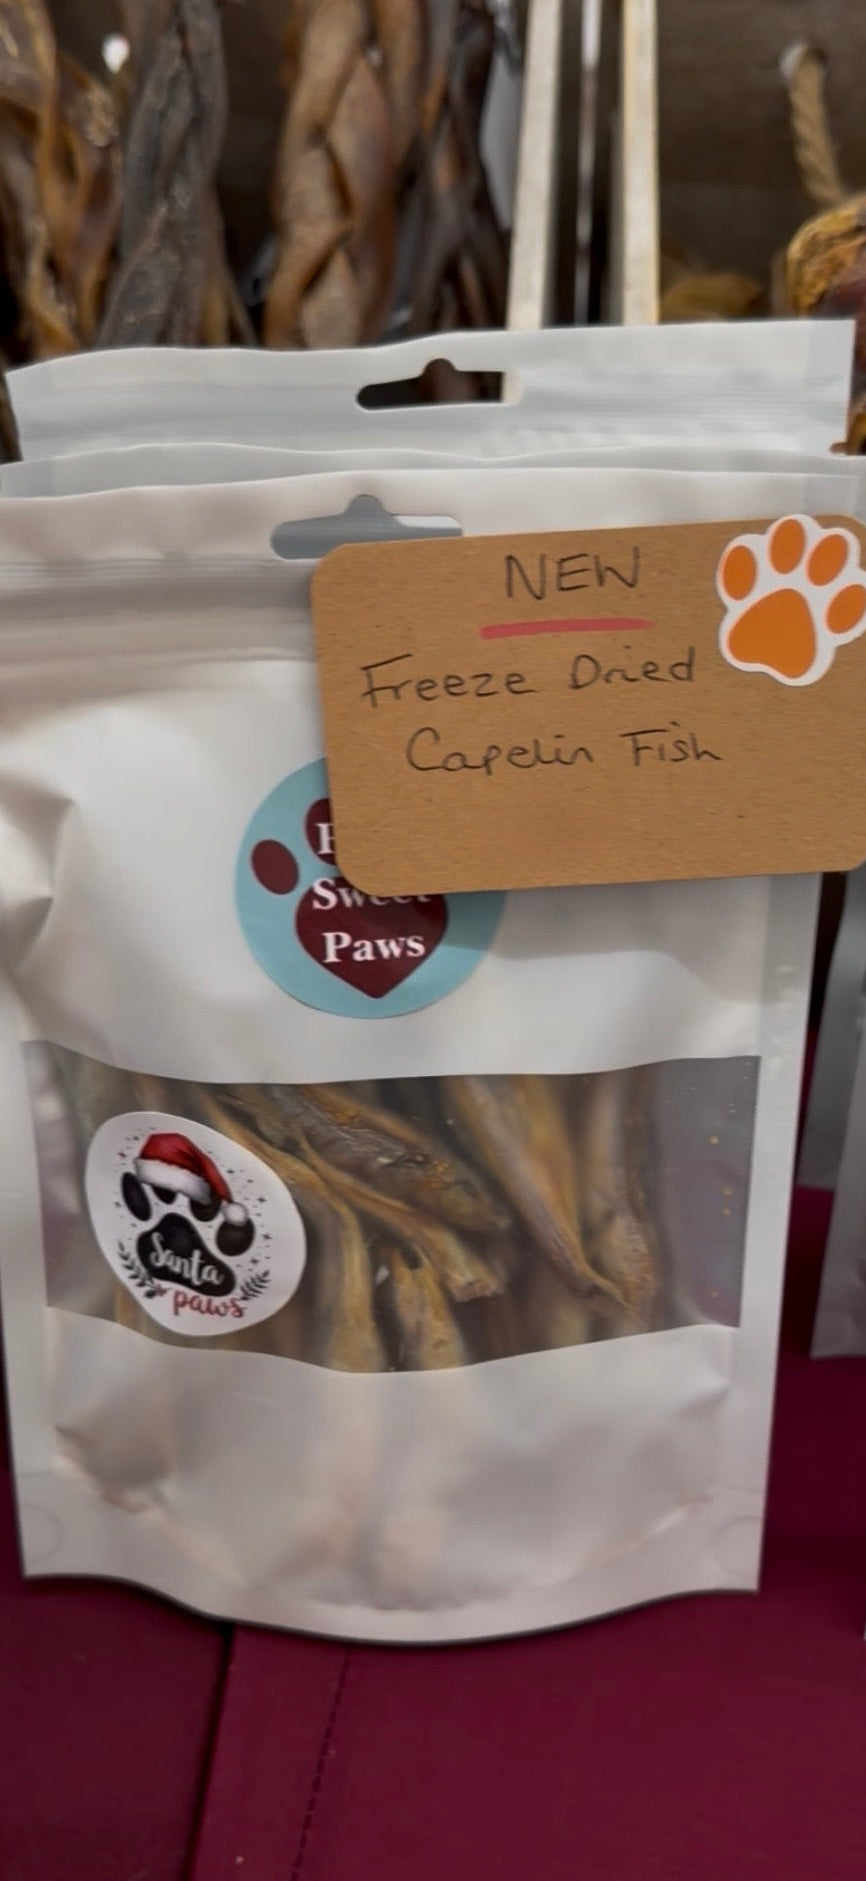 NEW
Freeze Dried
Capelin Fish
Sweet
Paws
Santa
paws